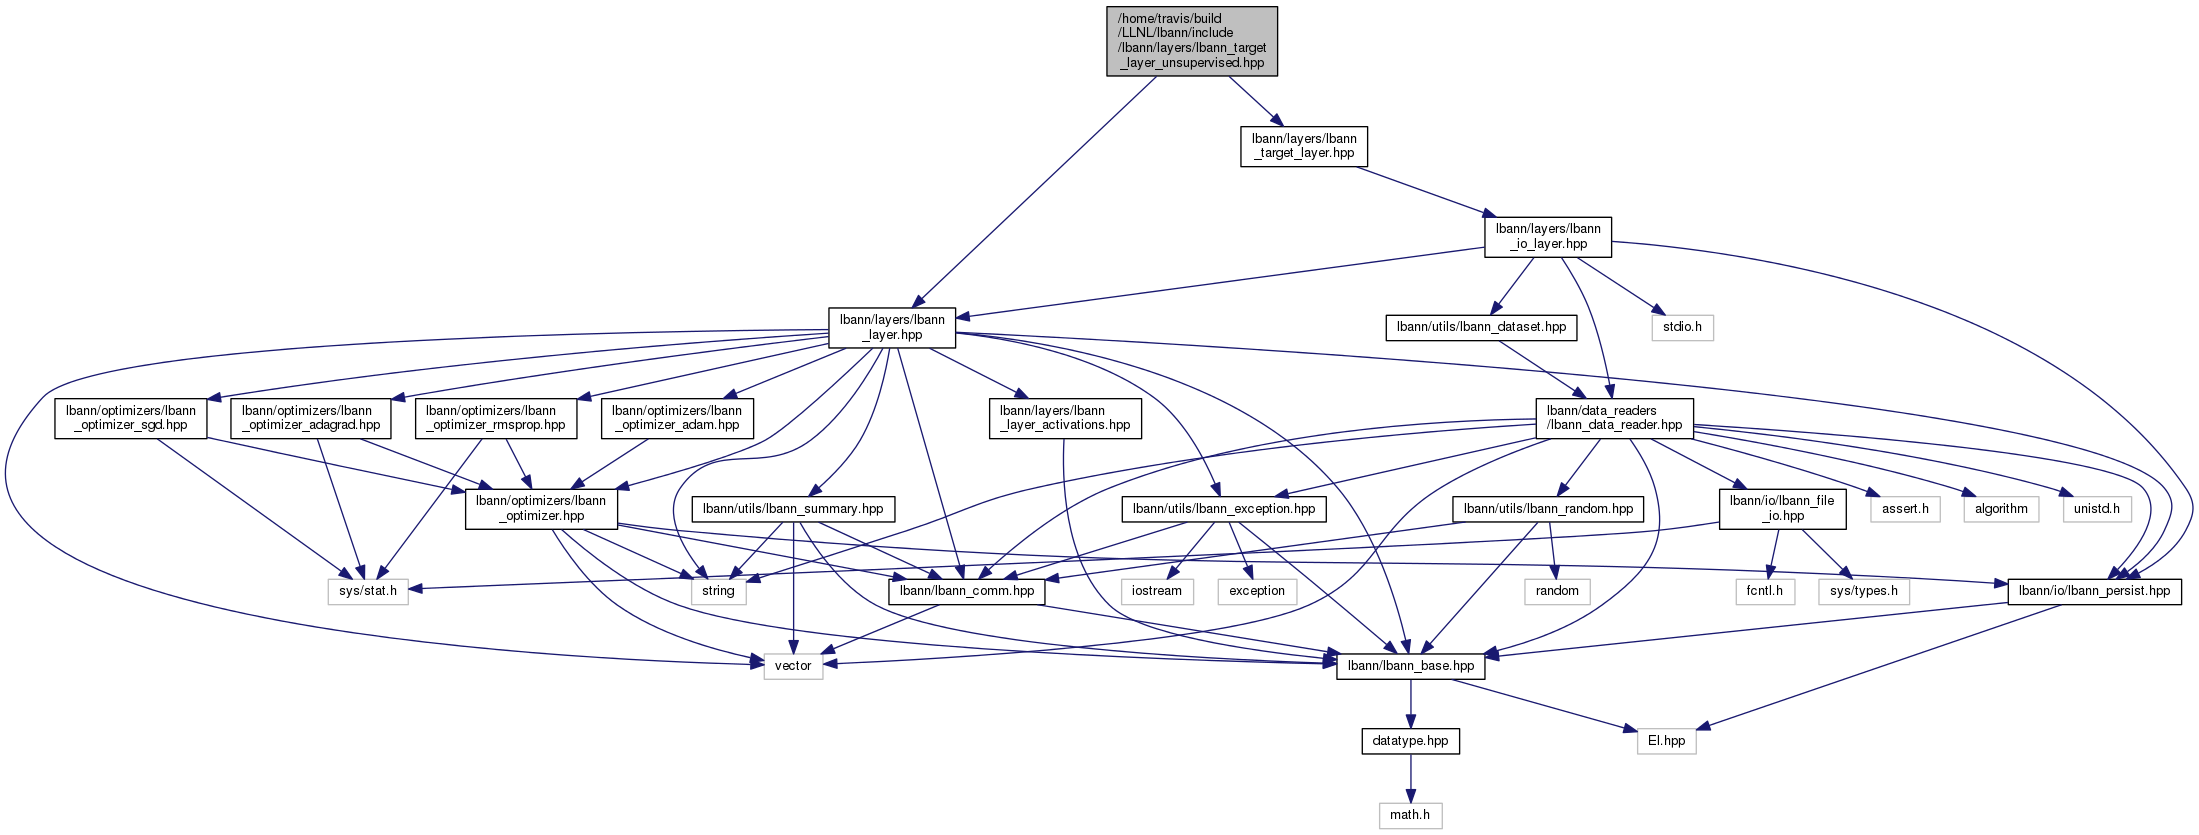 /home/travis/build
/LLNL/lbann/include
/lbann/layers/lbann_target
_layer_unsupervised.hpp
lbann/layers/lbann
_target_layer.hpp
lbann/layers/lbann
_io_layer.hpp
lbann/layers/lbann
_layer.hpp
lbann/utils/lbann_dataset.hpp
stdio.h
lbann/optimizers/lbann
_optimizer_sgd.hpp
lbann/optimizers/lbann
_optimizer_adagrad.hpp
lbann/optimizers/lbann
_optimizer_rmsprop.hpp
lbann/optimizers/lbann
_optimizer_adam.hpp
lbann/layers/lbann
_layer_activations.hpp
lbann/data_readers
/lbann_data_reader.hpp
lbann/optimizers/lbann
_optimizer.hpp
lbann/utils/lbann_summary.hpp
lbann/utils/lbann_exception.hpp
lbann/utils/lbann_random.hpp
lbann/io/lbann_file
_io.hpp
assert.h
algorithm
unistd.h
sys/stat.h
string
lbann/lbann_comm.hpp
iostream
exception
random
fcntl.h
sys/types.h
lbann/io/lbann_persist.hpp
vector
lbann/lbann_base.hpp
datatype.hpp
El.hpp
math.h